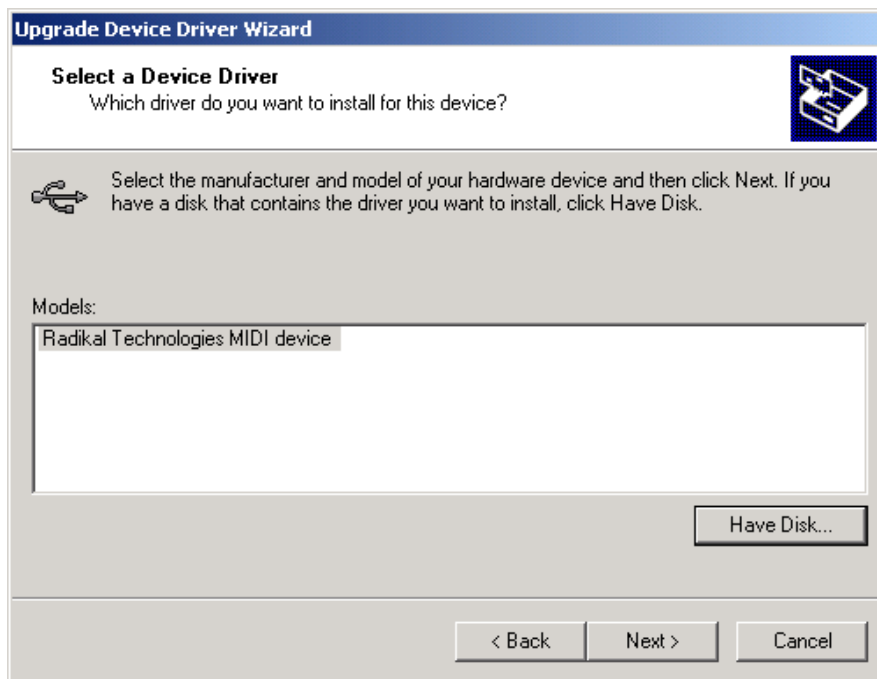 Upgrade Device Driver Wizard
Select a Device Driver
Which driver do you want to install for this device?
Select the manufacturer and model of your hardware device and then click Next. If you
have a disk that contains the driver you want to install, click Have Disk.
Models:
Radikal Technologies MIDI device
Have Disk...
< Back Next > Cancel